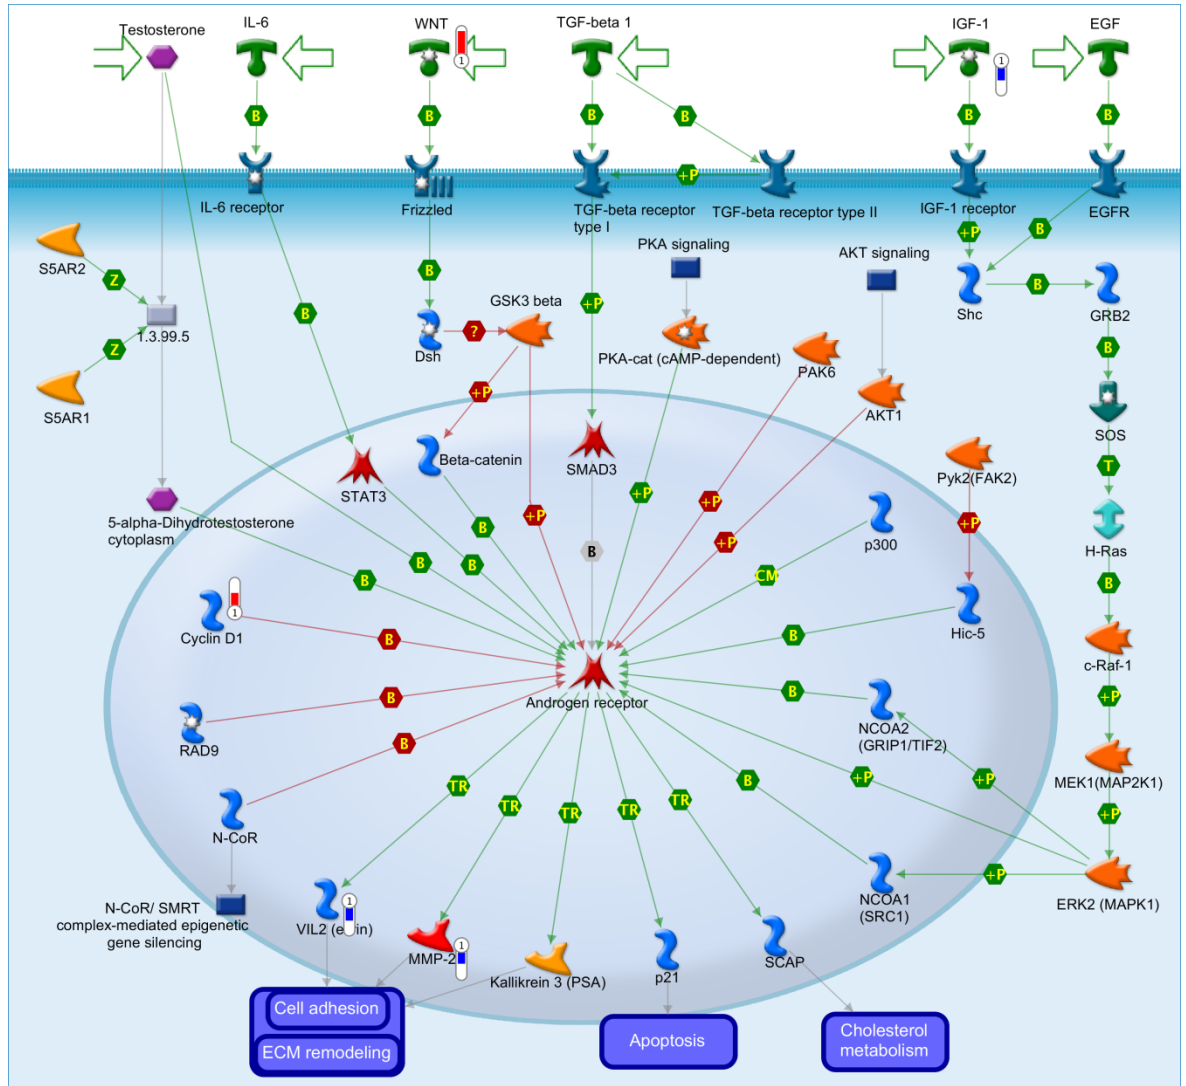 Testosterone
IL-6
WNT
TGF-beta 1
IGF-1
EGF
1
1
B
B
B
B
B
B
+P
IL-6 receptor
Frizzled
TGF-beta receptor
type I
TGF-beta receptor type II
IGF-1 receptor
EGFR
+P
B
S5AR2
PKA signaling
AKT signaling
Z
B
B
GSK3 beta
+P
B
Shc
GRB2
1.3.99.5
B
Dsh
?
PKA-cat (cAMP-dependent)
PAK6
B
Z
S5AR1
+P
AKT1
SOS
Beta-catenin
SMAD3
T
STAT3
Pyk2(FAK2)
+P
+P
+P
+P
+P
5-alpha-Dihydrotestosterone
cytoplasm
B
B
+P
p300
H-Ras
B
B
B
CM
B
Cyclin D1
1
B
B
Hic-5
c-Raf-1
RAD9
B
Androgen receptor
B
NCOA2
(GRIP1/TIF2)
+P
B
MEK1(MAP2K1)
N-CoR
TR
TR
TR
TR
TR
B
+P
+P
+P
N-CoR/ SMRT
complex-mediated epigenetic
gene silencing
VIL2 (ezrin)
1
NCOA1
(SRC1)
+P
ERK2 (MAPK1)
MMP-2
1
Kallikrein 3 (PSA)
p21
SCAP
Cell adhesion
ECM remodeling
Apoptosis
Cholesterol
metabolism